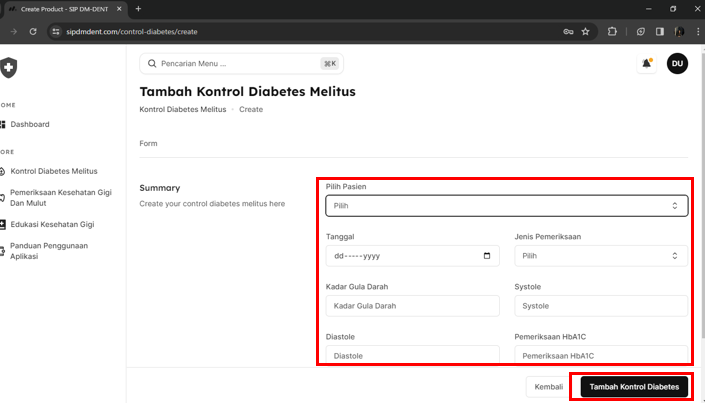 Create Product - SIP DM-DENT
sipdmdent.com/control-diabetes/create
Pencarian Menu ...
⌘K
DU
Tambah Kontrol Diabetes Melitus
Kontrol Diabetes Melitus · Create
OME
Dashboard
ORE
Kontrol Diabetes Melitus
Pemeriksaan Kesehatan Gigi
Dan Mulut
Edukasi Kesehatan Gigi
Panduan Penggunaan
Aplikasi
Form
Summary
Create your control diabetes melitus here
Pilih Pasien
Pilih
Tanggal
Jenis Pemeriksaan
dd-----yyyy
Pilih
Kadar Gula Darah
Systole
Kadar Gula Darah
Systole
Diastole
Pemeriksaan HbA1C
Diastole
Pemeriksaan HbA1C
Kembali
Tambah Kontrol Diabetes